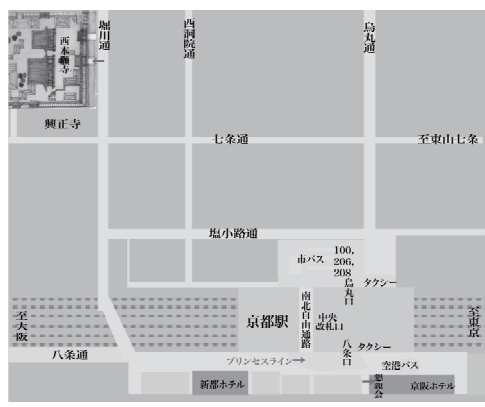 堀川通
西洞院通
烏丸通
西本願寺
興正寺
七条通
至東山七条
塩小路通
市バス
100,
206,
208
烏丸口
タクシー
至大阪
京都駅
南北自由通路
中央
改札口
至東京
八条通
八条口
タクシー
プリンセスライン→
空港バス
新都ホテル
懇親会
京阪ホテル